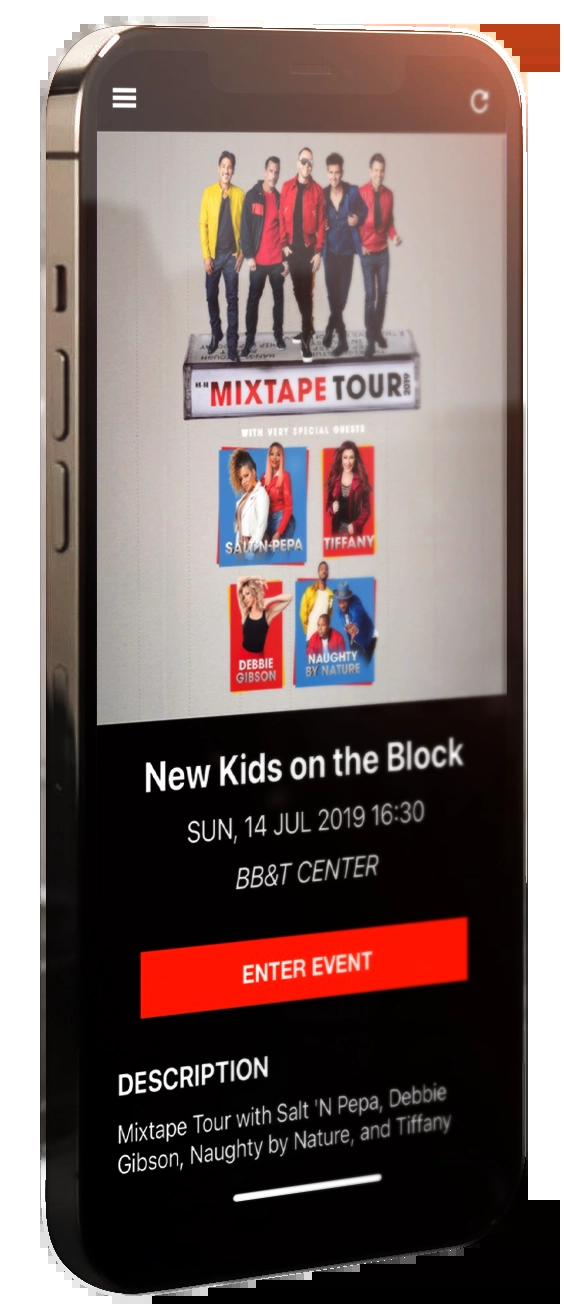 "MIXTAPE TOUR 2019
WITH VERY SPECIAL GUESTS
SALT-N-PEPA
TIFFANY
DEBBIE
GIBSON
NAUGHTY
BY NATURE
New Kids on the Block
SUN, 14 JUL 2019 16:30
BB&T CENTER
ENTER EVENT
DESCRIPTION
Mixtape Tour with Salt 'N Pepa, Debbie
Gibson, Naughty by Nature, and Tiffany